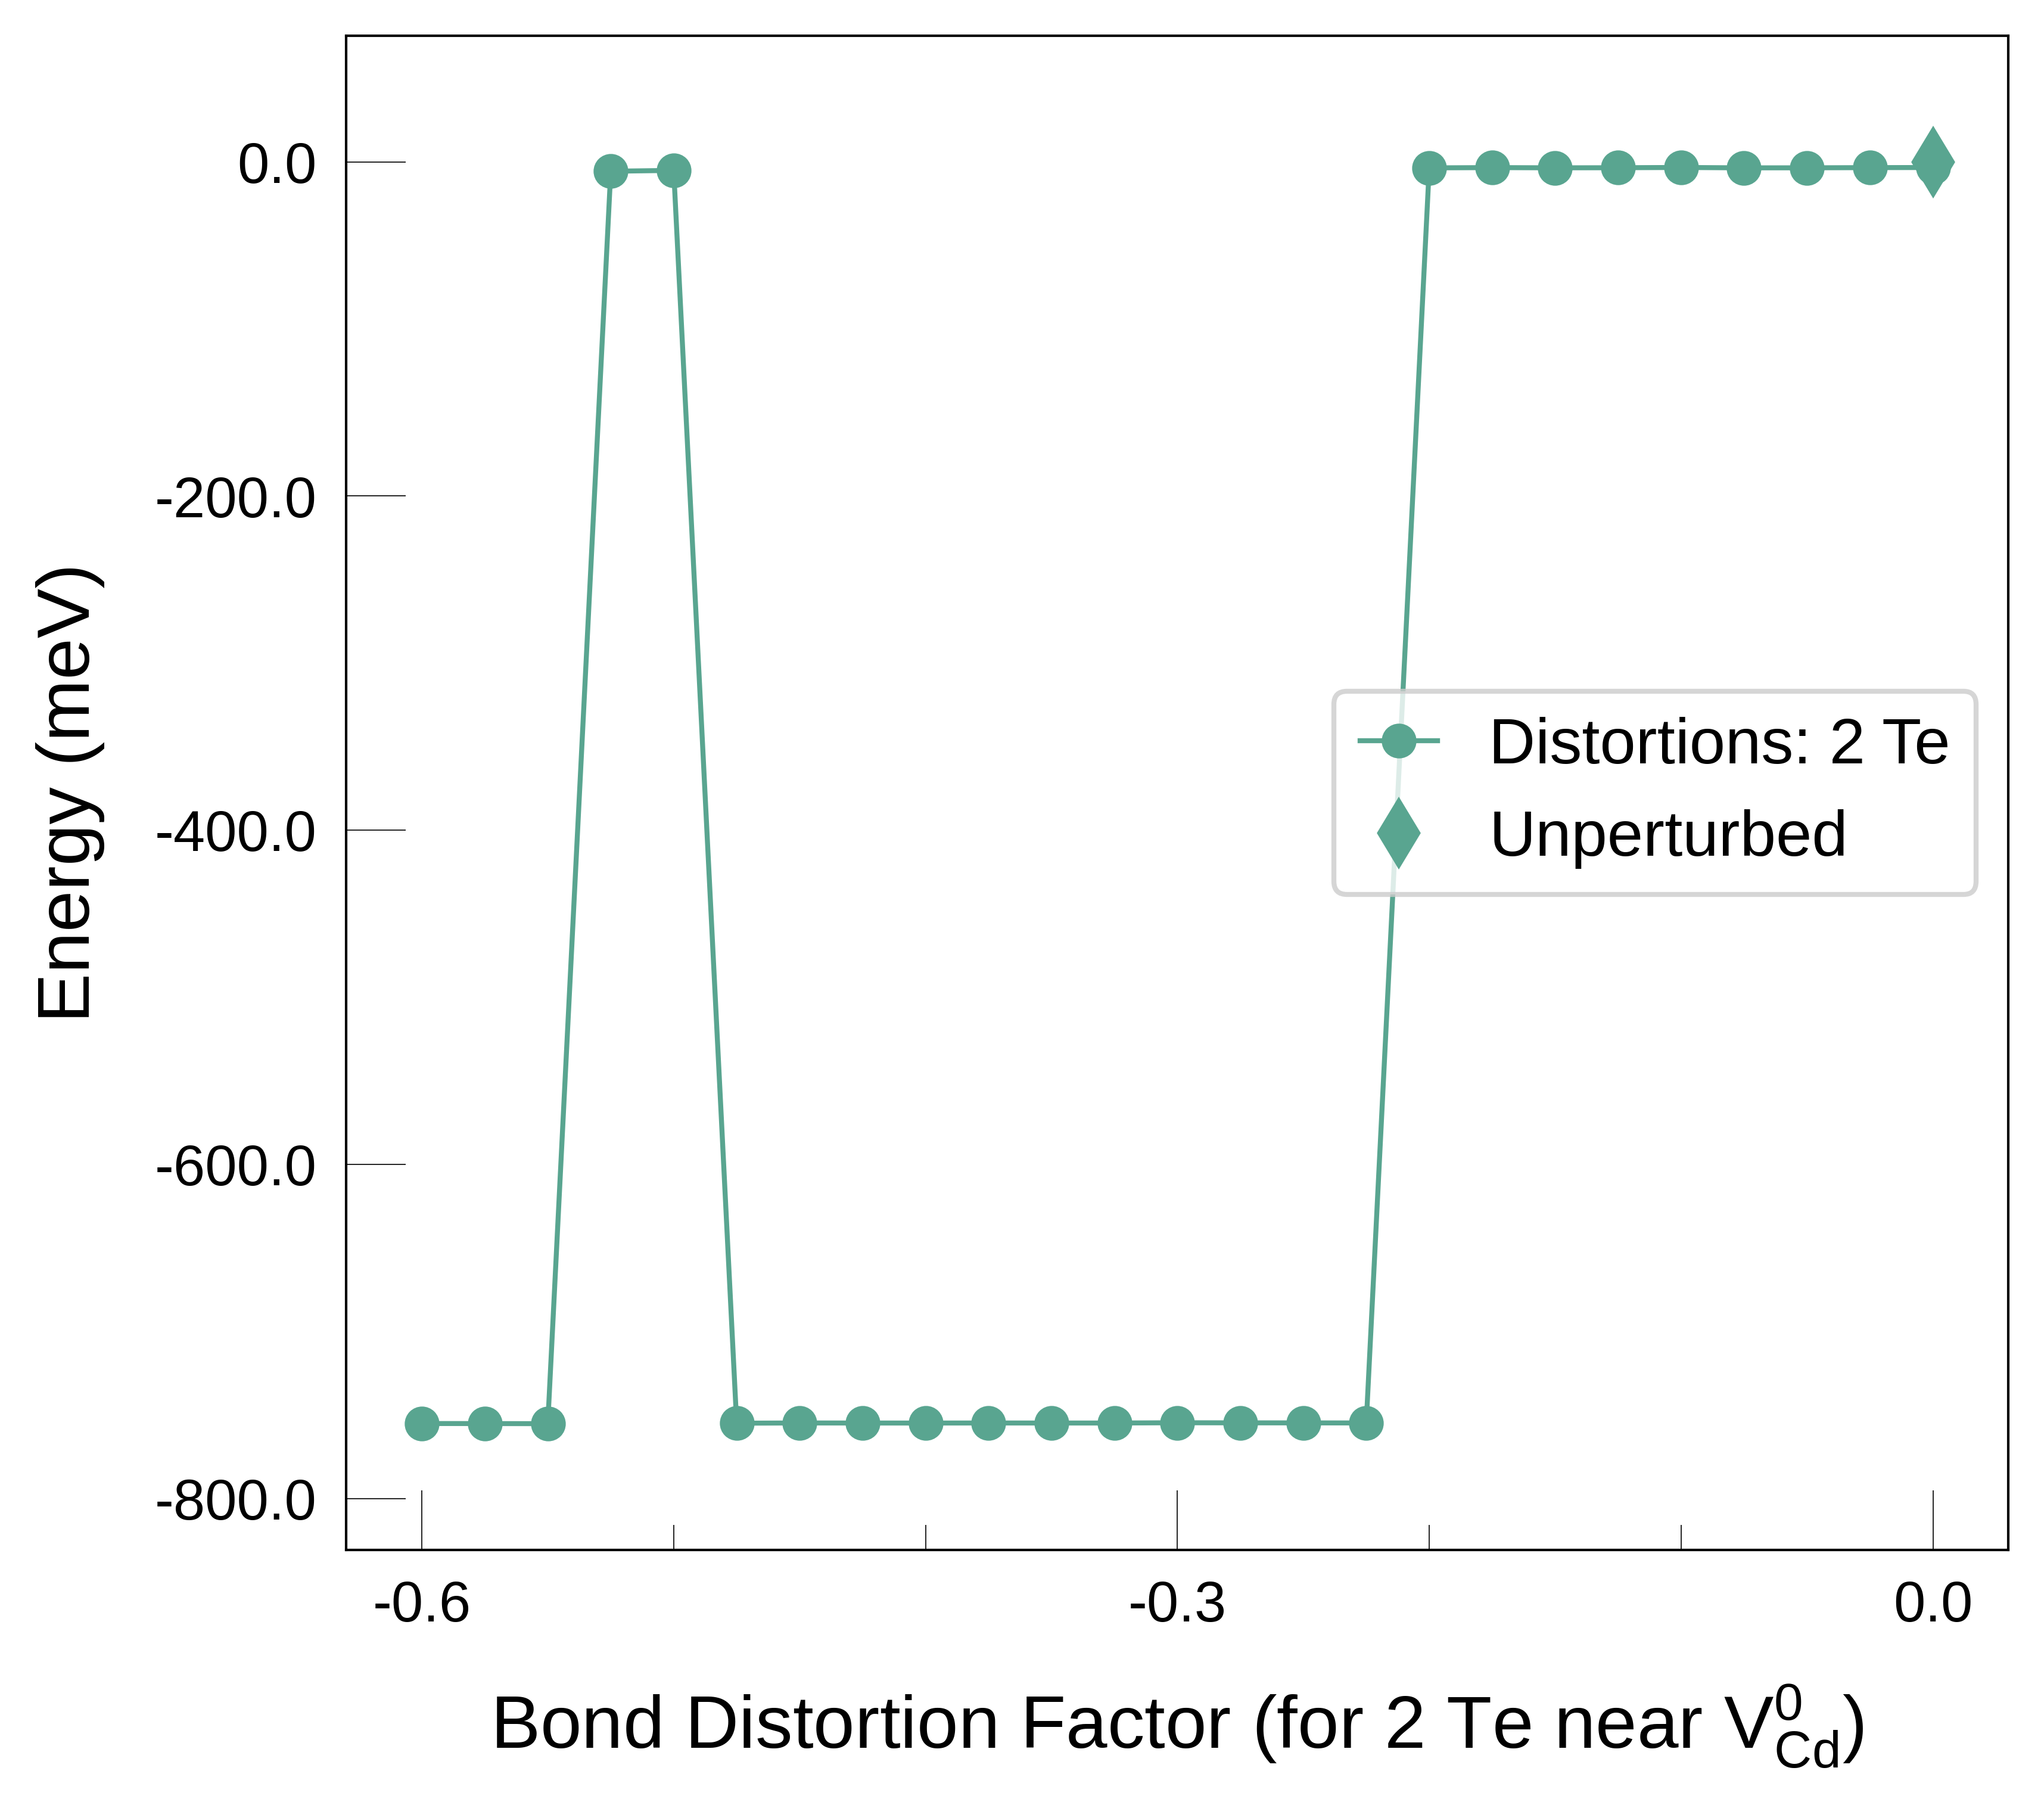 0.0
-200.0
-400.0
-600.0
-800.0
Energy (meV)
Distortions: 2 Te
Unperturbed
-0.6 -0.3 0.0
Bond Distortion Factor (for 2 Te near V⁰Cd)